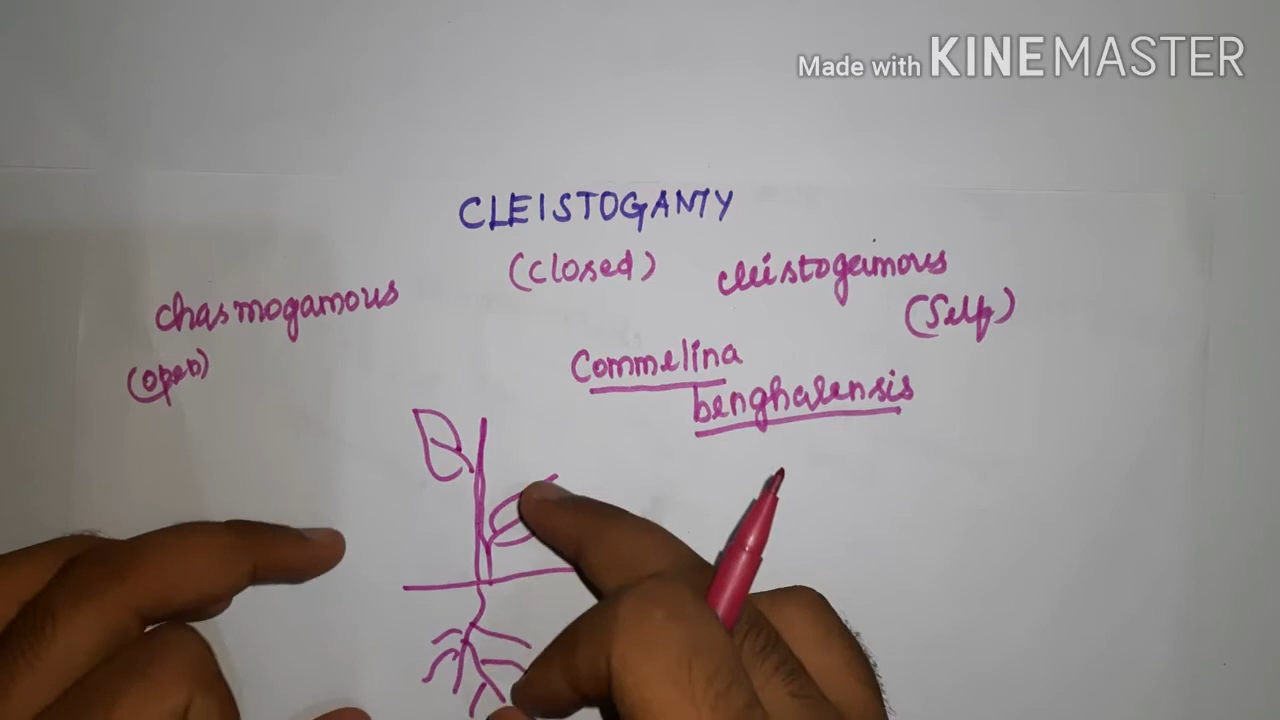 Made with KINEMASTER
CLEISTOGAMY
(closed)
cleistogamous
(Self)
chasmogamous
(open)
Commelina
benghalensis